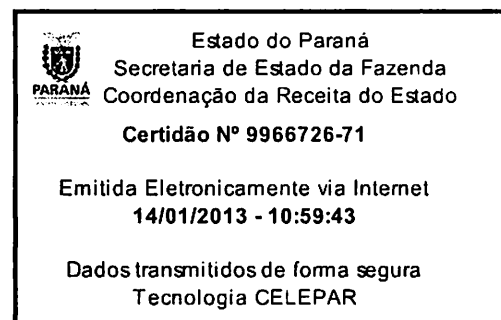 Estado do Paraná
Secretaria de Estado da Fazenda
PARANÁ
Coordenação da Receita do Estado
Certidão Nº 9966726-71
Emitida Eletronicamente via Internet
14/01/2013 - 10:59:43
Dados transmitidos de forma segura
Tecnologia CELEPAR